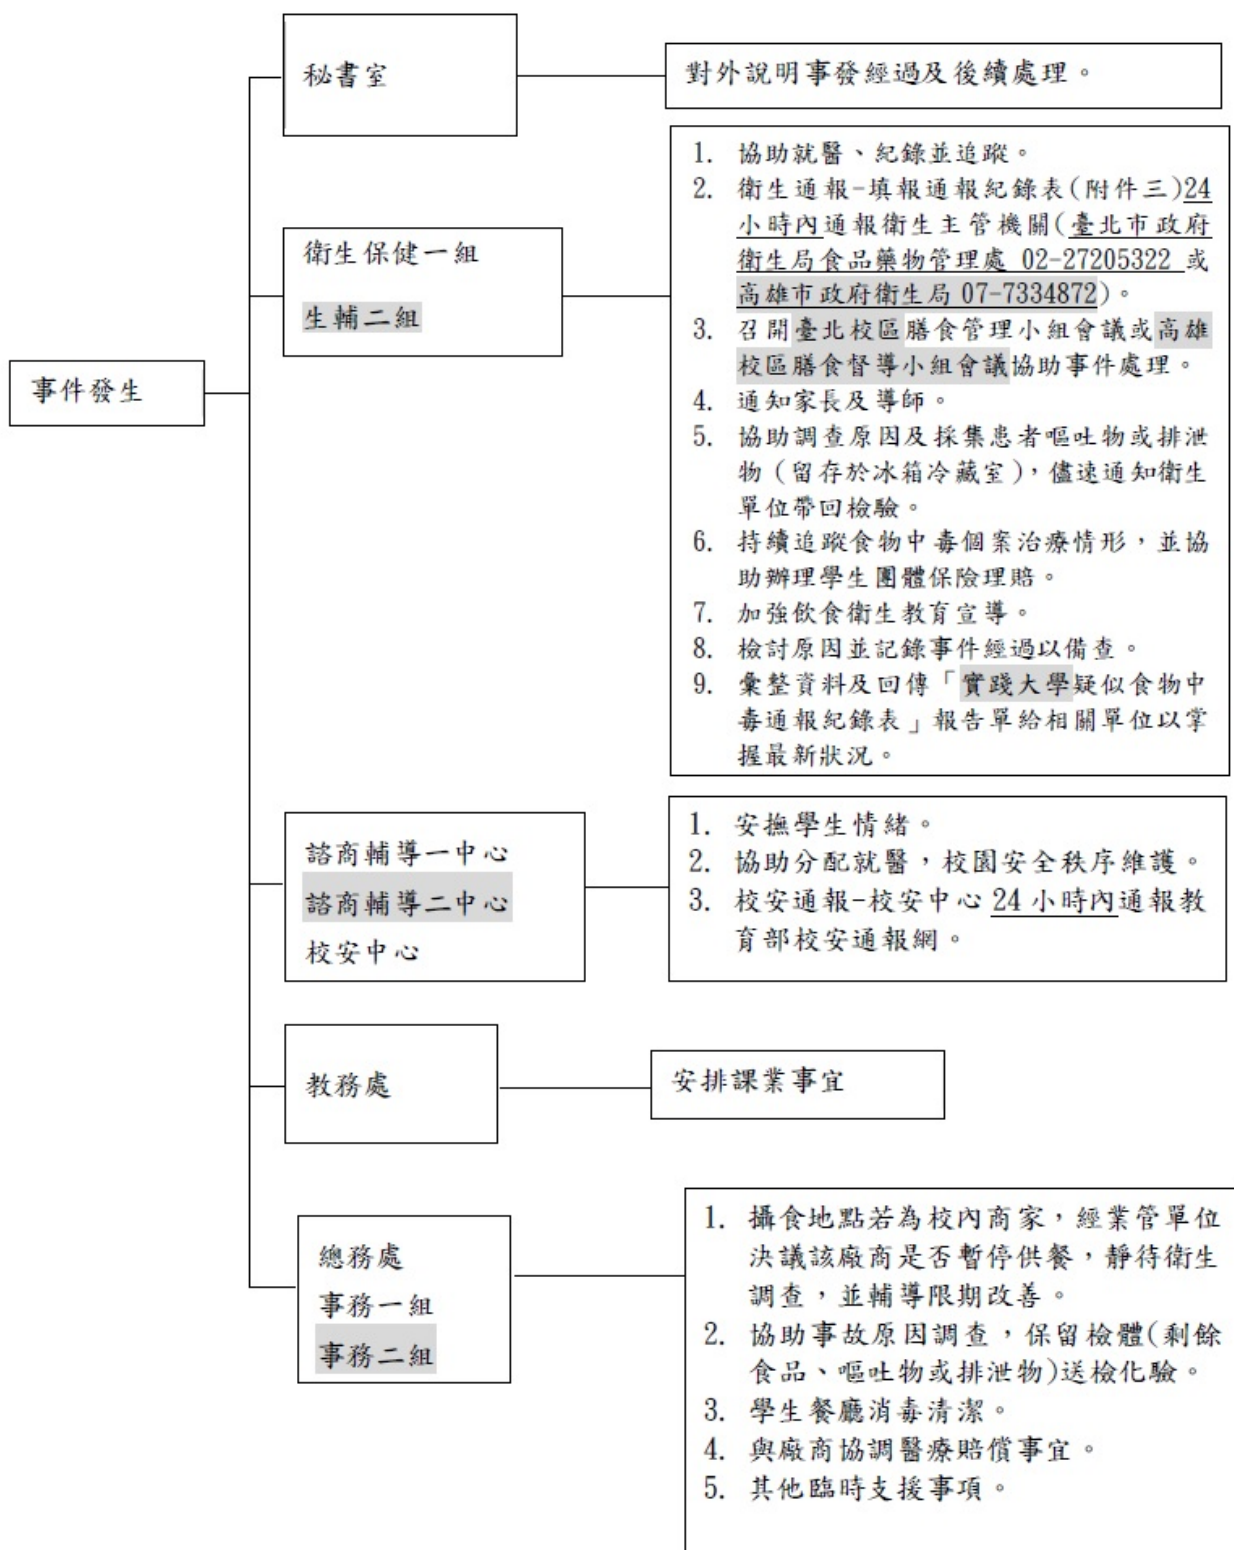 事件發生
秘書室
對外說明事發經過及後續處理。
衛生保健一組
生輔二組
1. 協助就醫、紀錄並追蹤。
2. 衛生通報-填報通報紀錄表(附件三)24
小時內通報衛生主管機關(臺北市政府
衛生局食品藥物管理處 02-27205322 或
高雄市政府衛生局 07-7334872)。
3. 召開臺北校區膳食管理小組會議或高雄
校區膳食督導小組會議協助事件處理。
4. 通知家長及導師。
5. 協助調查原因及採集患者嘔吐物或排泄
物(留存於冰箱冷藏室),儘速通知衛生
單位帶回檢驗。
6. 持續追蹤食物中毒個案治療情形,並協
助辦理學生團體保險理賠。
7. 加強飲食衛生教育宣導。
8. 檢討原因並記錄事件經過以備查。
9. 彙整資料及回傳「實踐大學疑似食物中
毒通報紀錄表」報告單給相關單位以掌
握最新狀況。
諮商輔導一中心
諮商輔導二中心
校安中心
1. 安撫學生情緒。
2. 協助分配就醫,校園安全秩序維護。
3. 校安通報-校安中心 24 小時內通報教
育部校安通報網。
教務處
安排課業事宜
總務處
事務一組
事務二組
1. 攝食地點若為校內商家,經業管單位
決議該廠商是否暫停供餐,靜待衛生
調查,並輔導限期改善。
2. 協助事故原因調查,保留檢體(剩餘
食品、嘔吐物或排泄物)送檢化驗。
3. 學生餐廳消毒清潔。
4. 與廠商協調醫療賠償事宜。
5. 其他臨時支援事項。